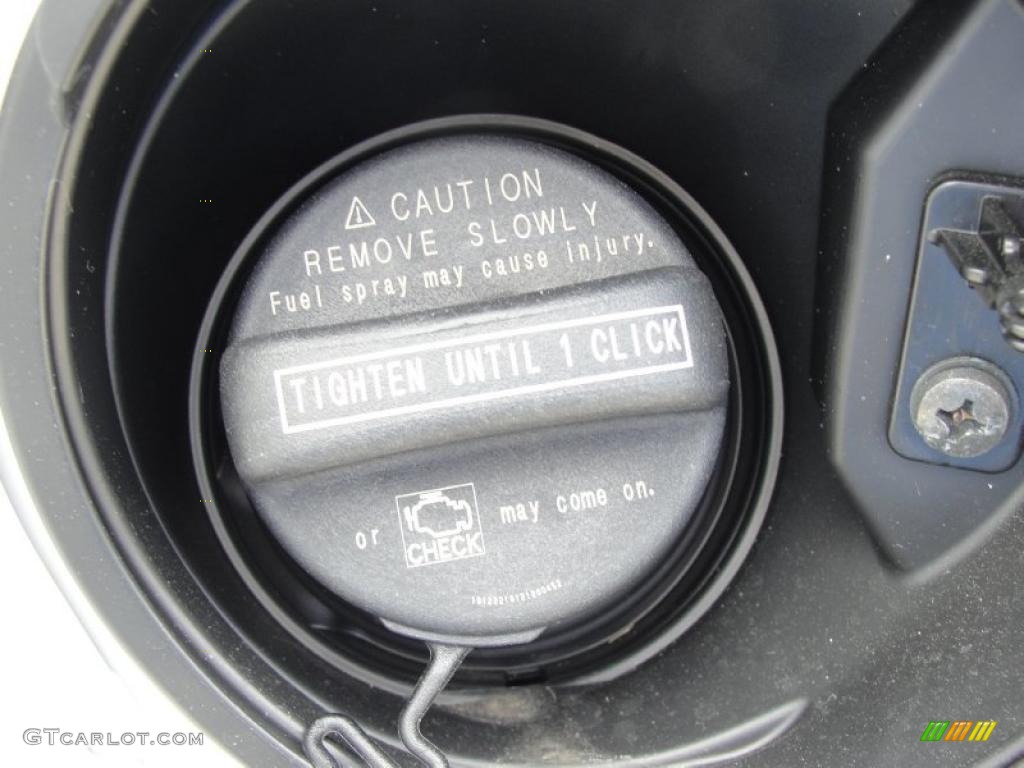 ⚠ CAUTION
REMOVE SLOWLY
Fuel spray may cause injury.
TIGHTEN UNTIL 1 CLICK
or CHECK may come on.
GTCARLOT.COM